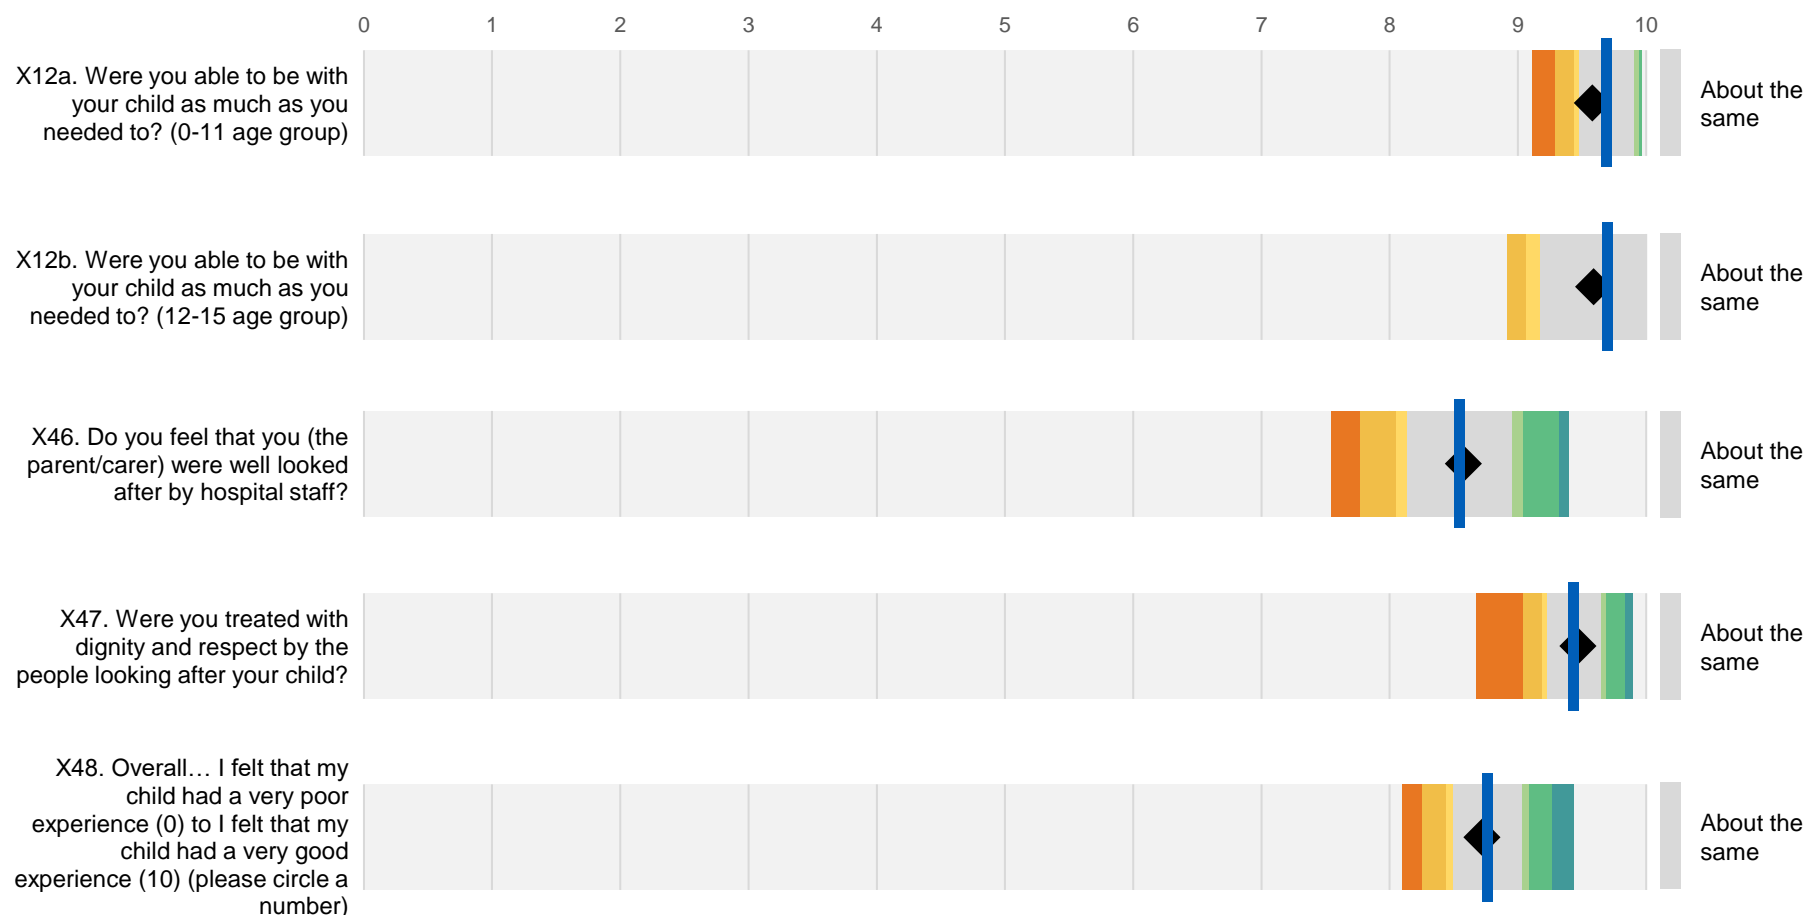 0 1 2 3 4 5 6 7 8 9 10
X12a. Were you able to be with
your child as much as you
needed to? (0-11 age group)
About the
same
X12b. Were you able to be with
your child as much as you
needed to? (12-15 age group)
About the
same
X46. Do you feel that you (the
parent/carer) were well looked
after by hospital staff?
About the
same
X47. Were you treated with
dignity and respect by the
people looking after your child?
About the
same
X48. Overall… I felt that my
child had a very poor
experience (0) to I felt that my
child had a very good
experience (10) (please circle a
number)
About the
same